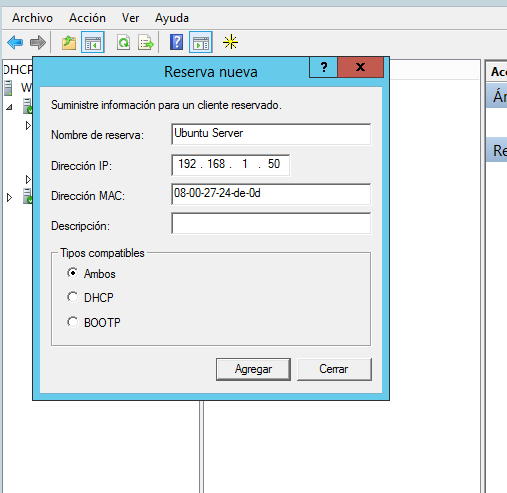 Archivo Acción Ver Ayuda
DHCP
W
Reserva nueva
? x
Suministre información para un cliente reservado.
Nombre de reserva: Ubuntu Server
Dirección IP: 192 . 168 . 1 . 50
Dirección MAC: 08-00-27-24-de-0d
Descripción:
Tipos compatibles
Ambos
DHCP
BOOTP
Agregar Cerrar
Acc
Ám
Re